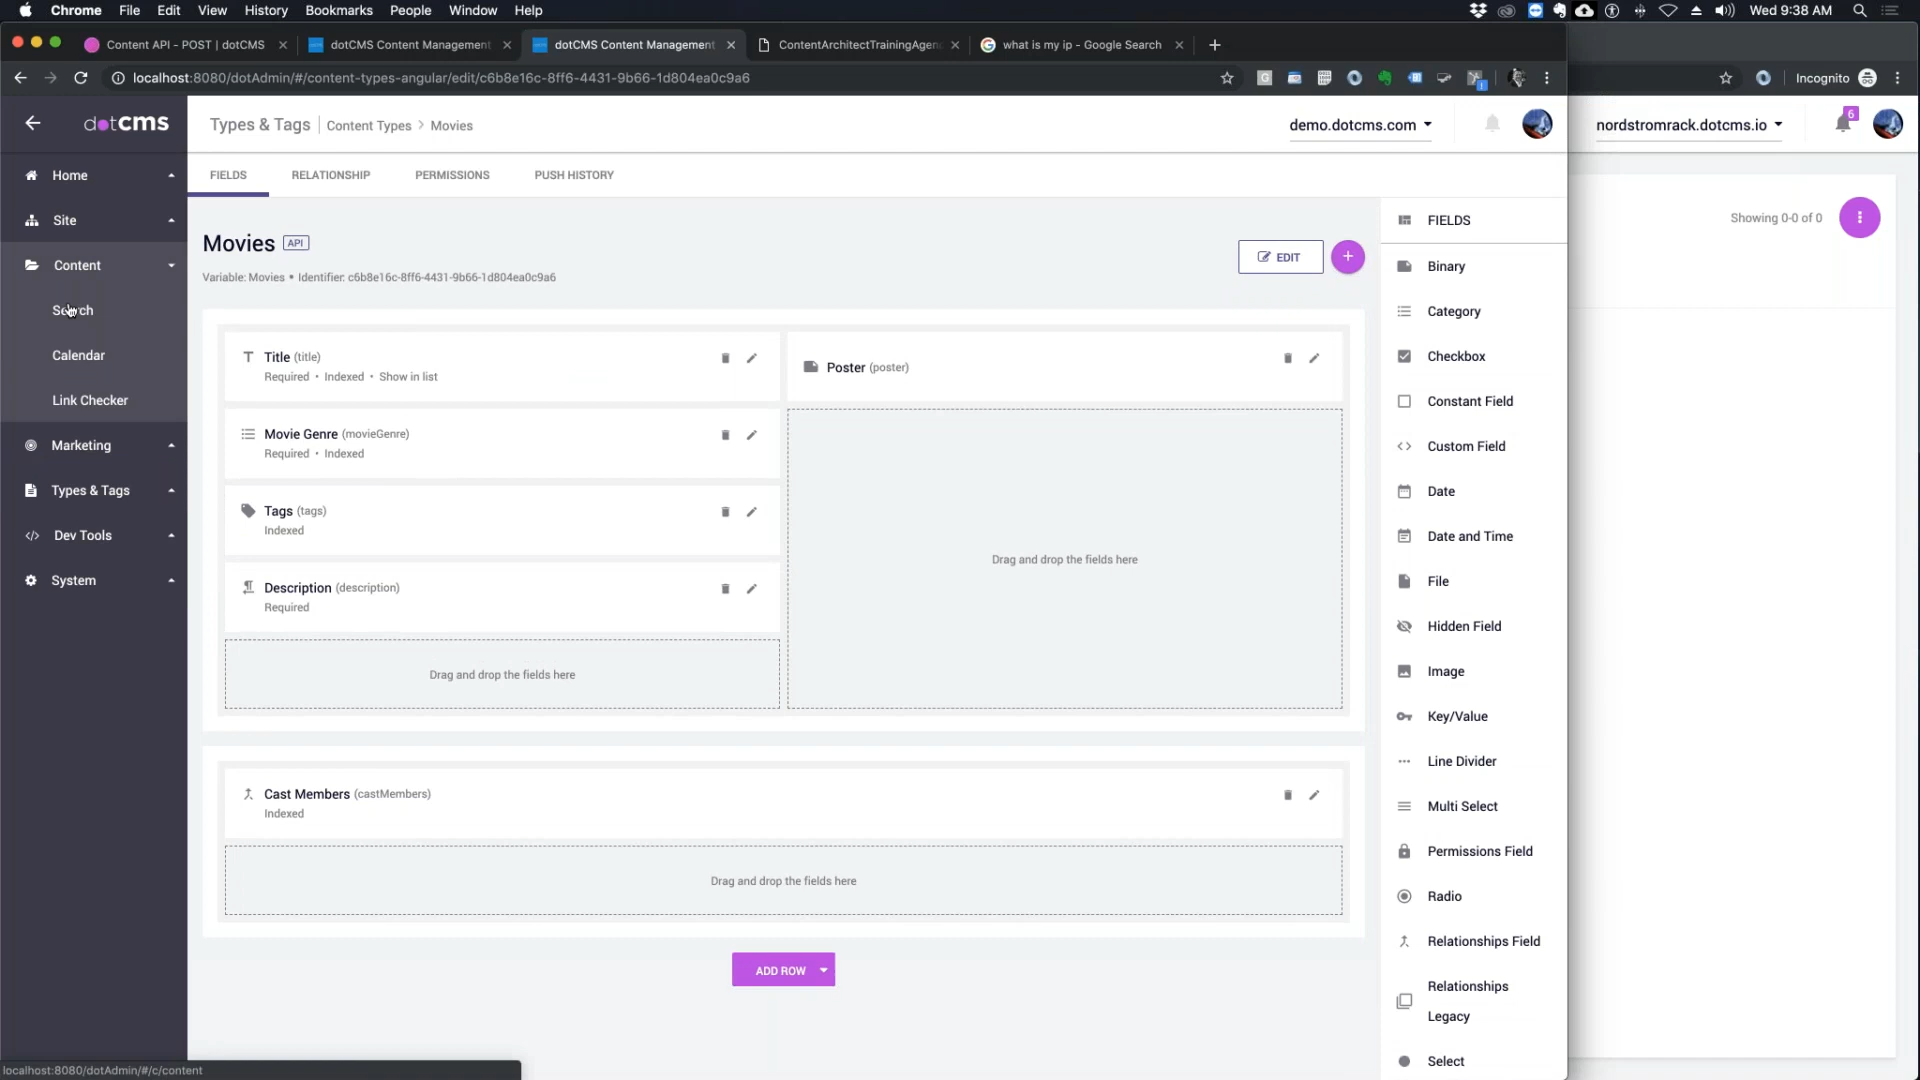 Chrome File Edit View History Bookmarks People Window Help Wed 9:38 AM
Content API - POST | dotCMS
dotCMS Content Management
dotCMS Content Management
ContentArchitectTrainingAgen
what is my ip - Google Search
localhost:8080/dotAdmin/#/content-types-angular/edit/c6b8e16c-8ff6-4431-9b66-1d804ea0c9a6
Incognito
dotCMS
Types & Tags
Content Types > Movies
demo.dotcms.com
nordstromrack.dotcms.io
6
Home
Site
Content
Search
Calendar
Link Checker
Marketing
Types & Tags
Dev Tools
System
FIELDS RELATIONSHIP PERMISSIONS PUSH HISTORY
Movies API
Variable: Movies • Identifier: c6b8e16c-8ff6-4431-9b66-1d804ea0c9a6
EDIT
+
Title (title)
Required • Indexed • Show in list
Poster (poster)
Movie Genre (movieGenre)
Required • Indexed
Tags (tags)
Indexed
Description (description)
Required
Drag and drop the fields here
Drag and drop the fields here
Cast Members (castMembers)
Indexed
Drag and drop the fields here
ADD ROW
FIELDS
Binary
Category
Checkbox
Constant Field
Custom Field
Date
Date and Time
File
Hidden Field
Image
Key/Value
Line Divider
Multi Select
Permissions Field
Radio
Relationships Field
Relationships
Legacy
Select
Showing 0-0 of 0
localhost:8080/dotAdmin/#/c/content